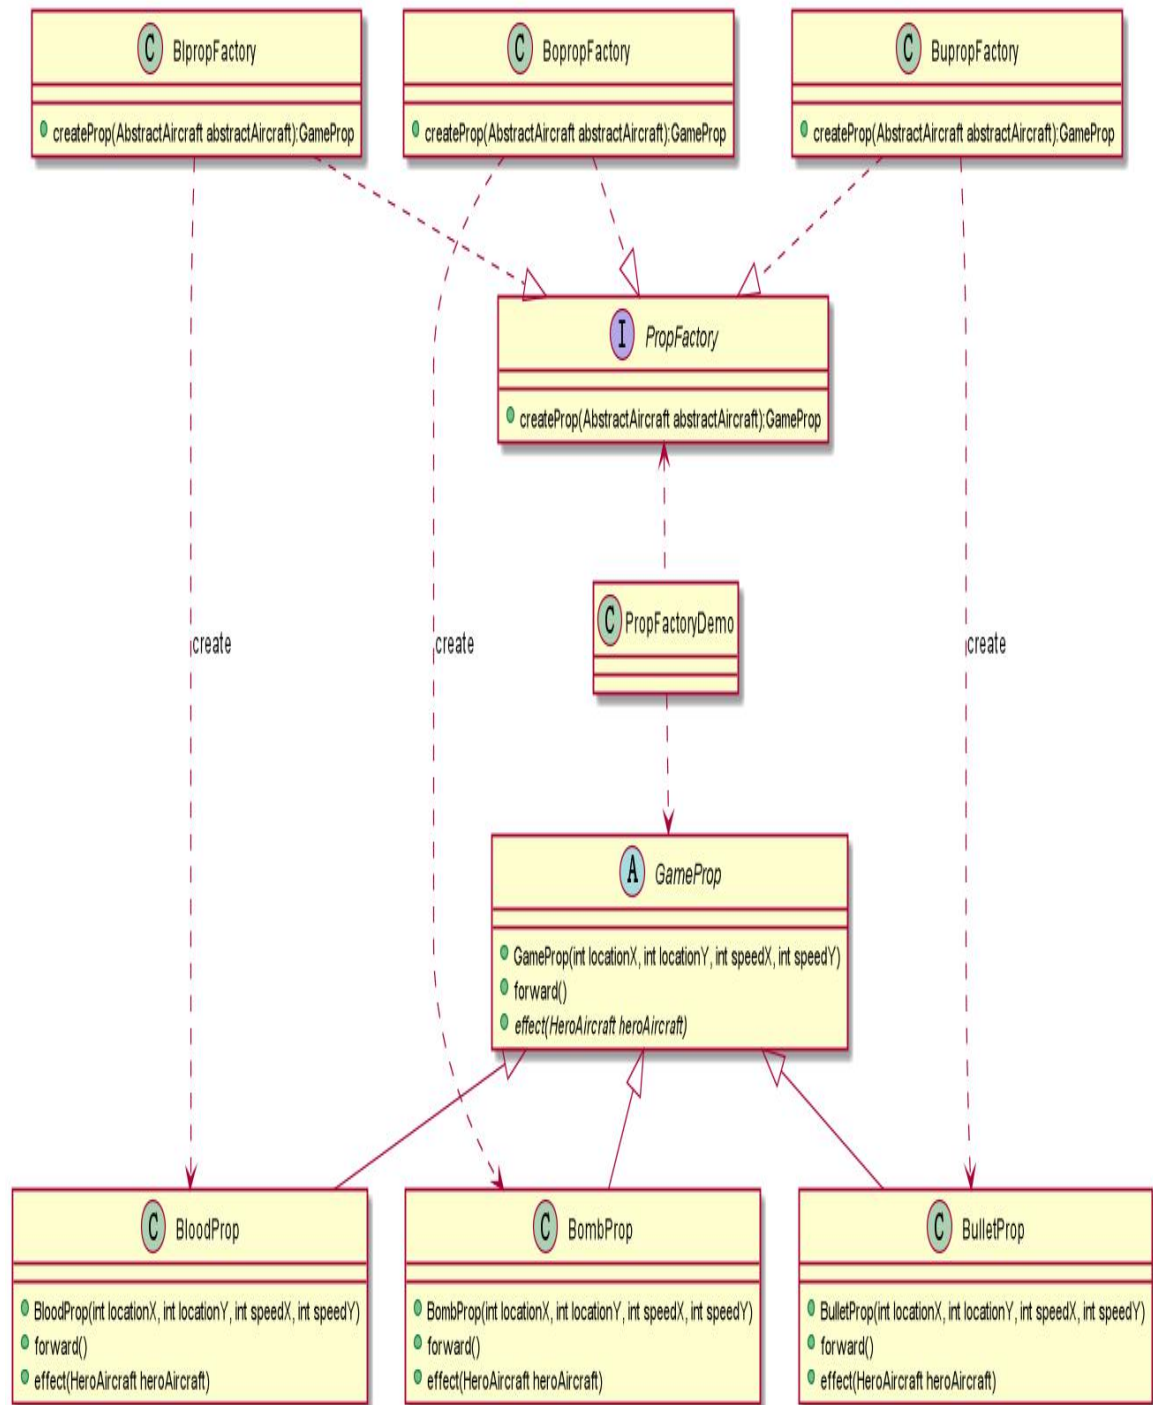 C BlpropFactory
createProp(AbstractAircraft abstractAircraft):GameProp
C BopropFactory
createProp(AbstractAircraft abstractAircraft):GameProp
C BupropFactory
createProp(AbstractAircraft abstractAircraft):GameProp
I PropFactory
createProp(AbstractAircraft abstractAircraft):GameProp
C PropFactoryDemo
create
create
create
A GameProp
GameProp(int locationX, int locationY, int speedX, int speedY)
forward()
effect(HeroAircraft heroAircraft)
C BloodProp
BloodProp(int locationX, int locationY, int speedX, int speedY)
forward()
effect(HeroAircraft heroAircraft)
C BombProp
BombProp(int locationX, int locationY, int speedX, int speedY)
forward()
effect(HeroAircraft heroAircraft)
C BulletProp
BulletProp(int locationX, int locationY, int speedX, int speedY)
forward()
effect(HeroAircraft heroAircraft)